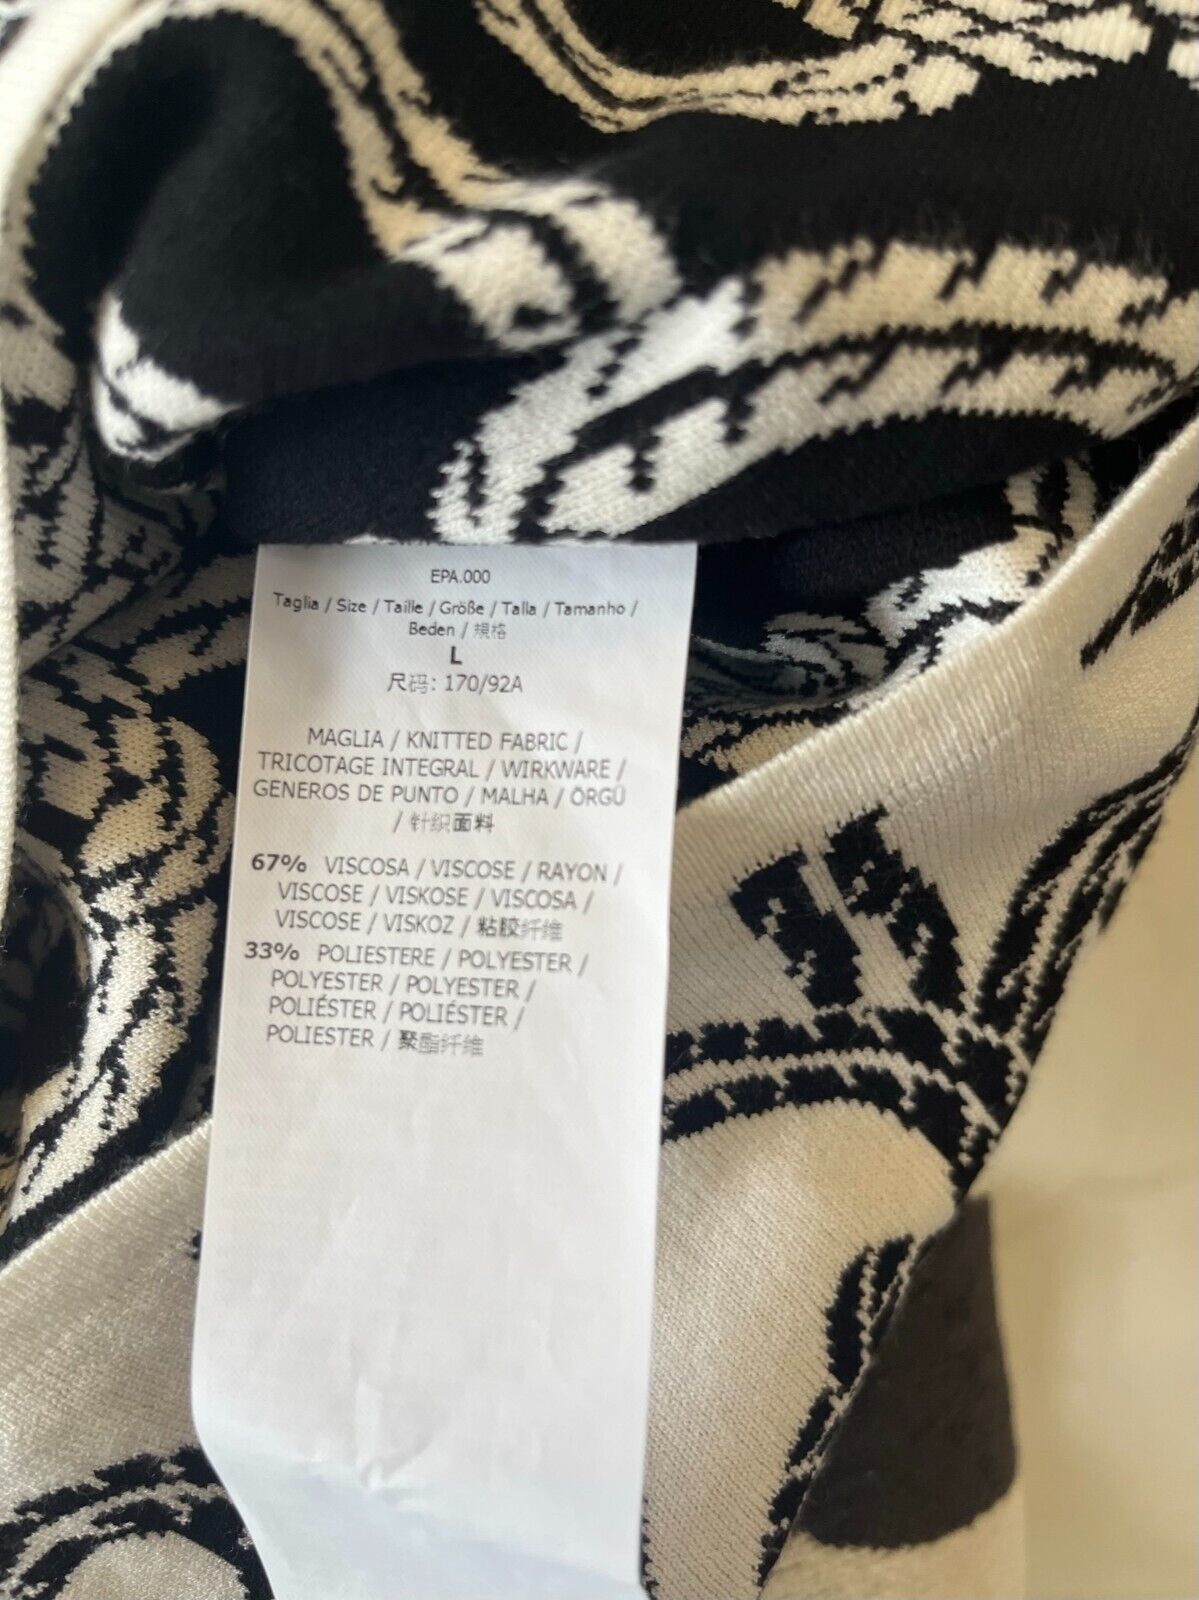 EPA.000
Taglia / Size / Taille / Größe / Talla / Tamanho /
Beden / 規格
L
尺码: 170/92A
MAGLIA / KNITTED FABRIC /
TRICOTAGE INTEGRAL / WIRKWARE /
GENEROS DE PUNTO / MALHA / ÖRGÜ
/ 针织面料
67% VISCOSA / VISCOSE / RAYON /
VISCOSE / VISKOSE / VISCOSA /
VISCOSE / VISKOZ / 粘胶纤维
33% POLIESTERE / POLYESTER /
POLYESTER / POLYESTER /
POLIÉSTER / POLIÉSTER /
POLIESTER / 聚酯纤维